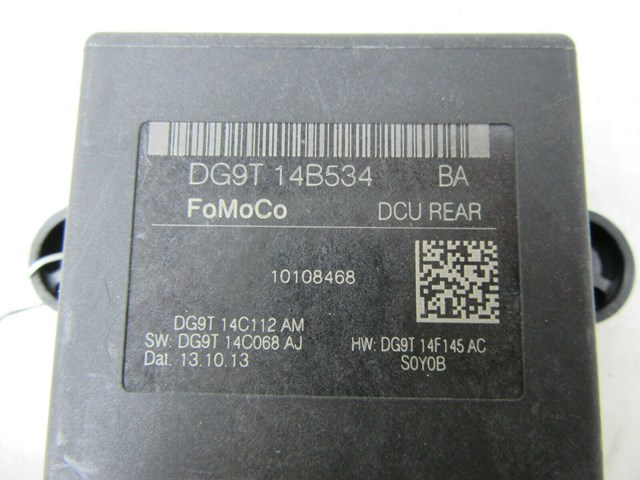 DG9T 14B534 BA
FoMoCo DCU REAR
10108468
DG9T 14C112 AM
SW: DG9T 14C068 AJ HW: DG9T 14F145 AC
Dat. 13.10.13 S0Y0B